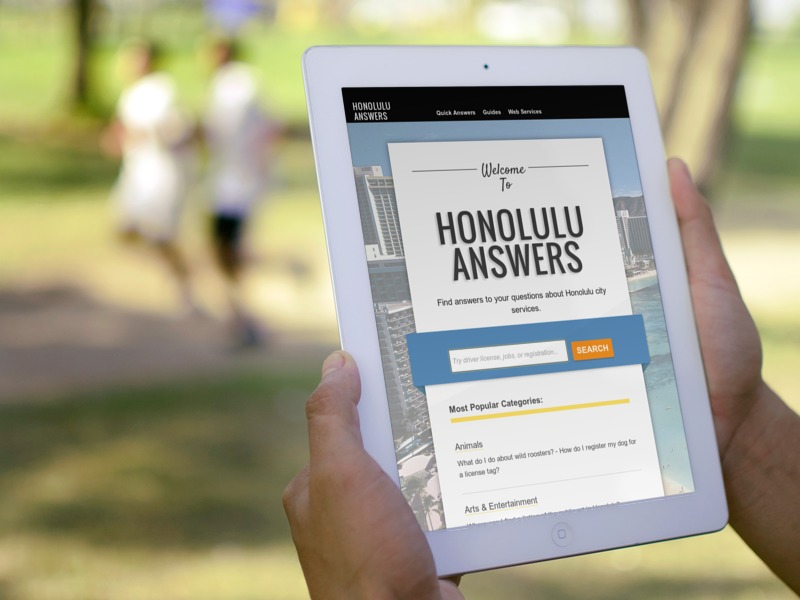 HONOLULU
ANSWERS
Quick Answers Guides Web Services
Welcome
To
HONOLULU
ANSWERS
Find answers to your questions about Honolulu city
services.
Try driver license, jobs, or registration...
SEARCH
Most Popular Categories:
Animals
What do I do about wild roosters? - How do I register my dog for
a license tag?
Arts & Entertainment